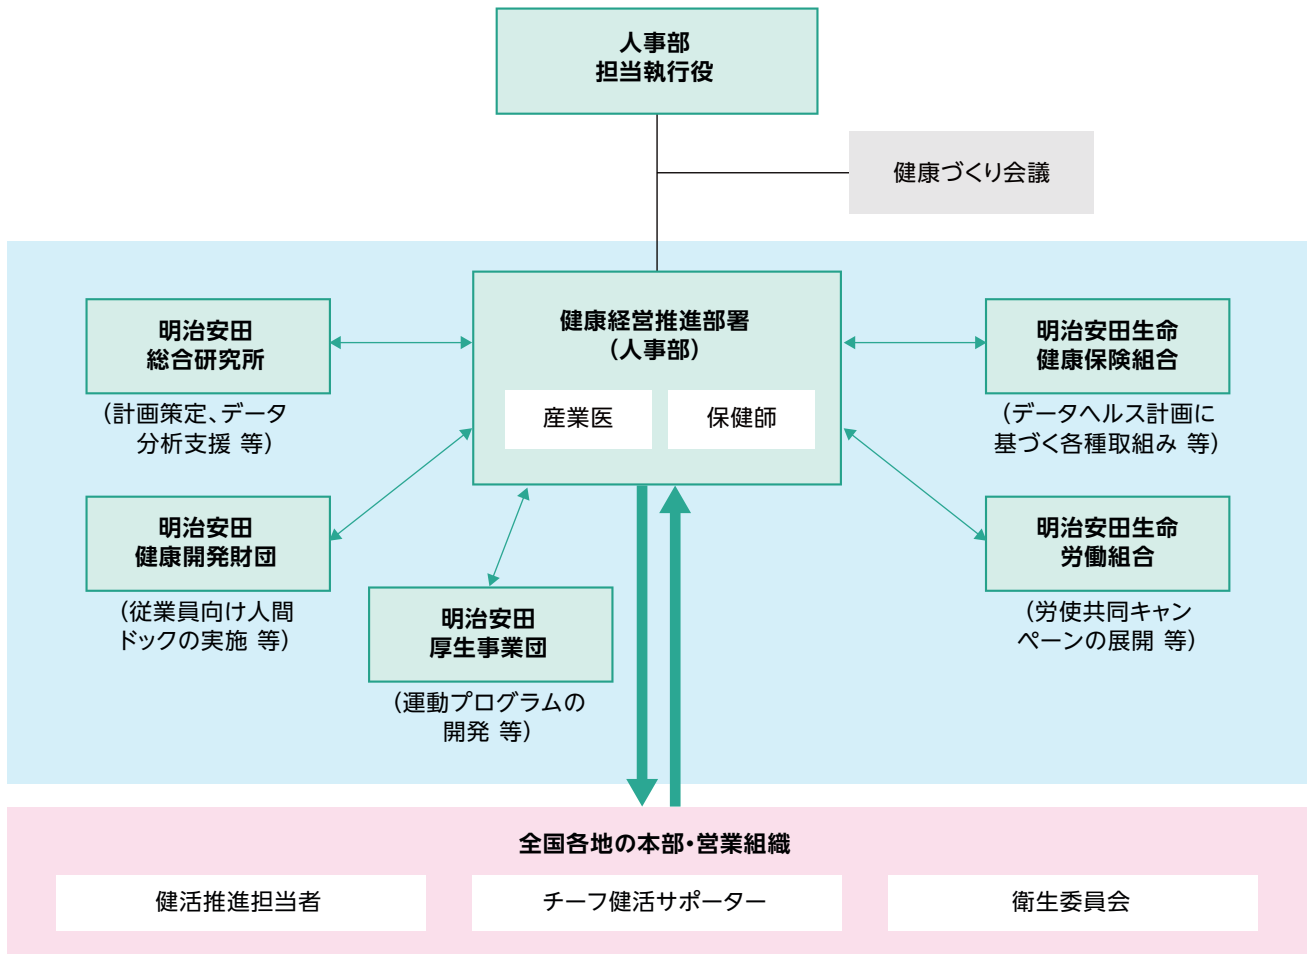 人事部
担当執行役
健康づくり会議
健康経営推進部署
（人事部）
産業医
保健師
明治安田
総合研究所
（計画策定、データ
分析支援 等）
明治安田
健康開発財団
（従業員向け人間
ドックの実施 等）
明治安田
厚生事業団
（運動プログラムの
開発 等）
明治安田生命
健康保険組合
（データヘルス計画に
基づく各種取組み 等）
明治安田生命
労働組合
（労使共同キャン
ペーンの展開 等）
全国各地の本部・営業組織
健活推進担当者
チーフ健活サポーター
衛生委員会